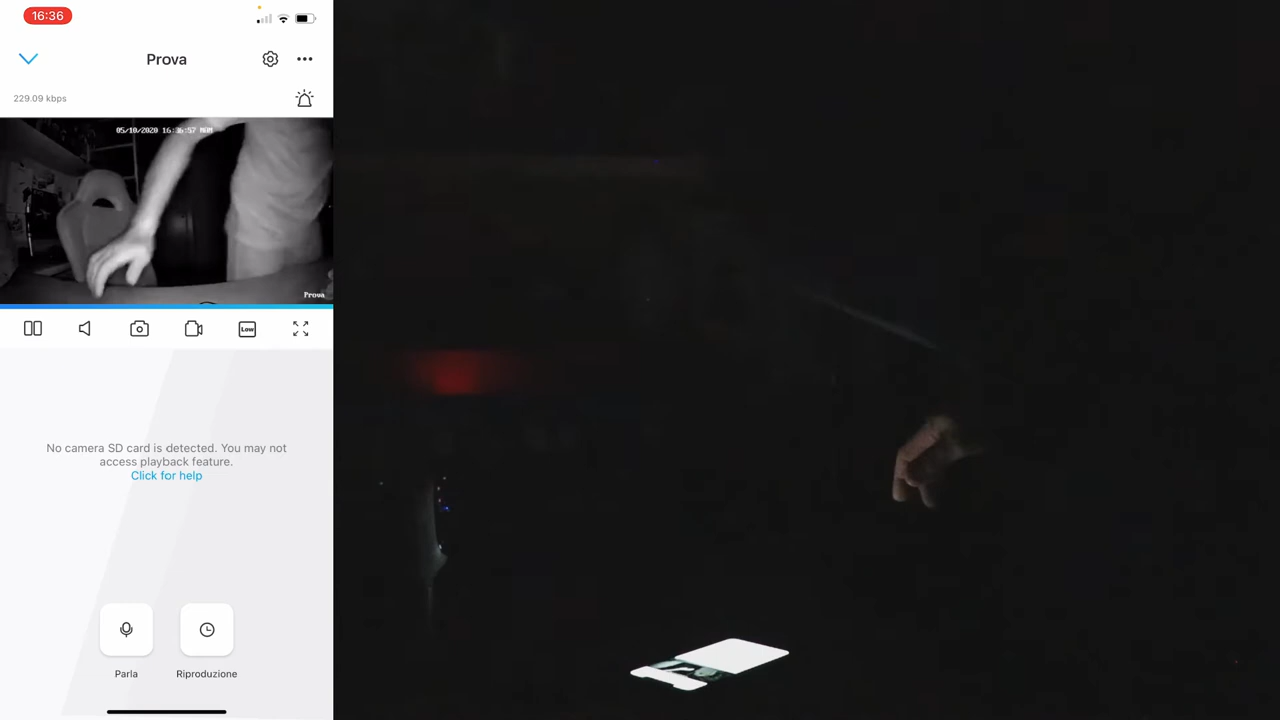 16:36
Prova
229.09 kbps
05/10/2020 16:36:57 MON
Prova
Low
No camera SD card is detected. You may not
access playback feature.
Click for help
Parla
Riproduzione